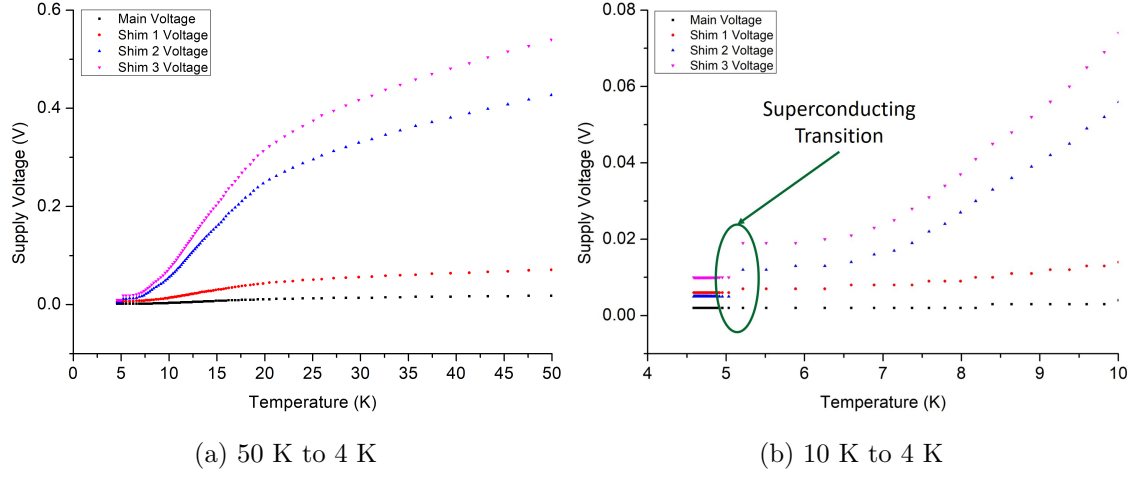 0.6
0.4
0.2
0.0
Supply Voltage (V)
Main Voltage
Shim 1 Voltage
Shim 2 Voltage
Shim 3 Voltage
0 5 10 15 20 25 30 35 40 45 50
Temperature (K)
(a) 50 K to 4 K
0.08
0.06
0.04
0.02
0.00
Supply Voltage (V)
Main Voltage
Shim 1 Voltage
Shim 2 Voltage
Shim 3 Voltage
Superconducting
Transition
4 5 6 7 8 9 10
Temperature (K)
(b) 10 K to 4 K